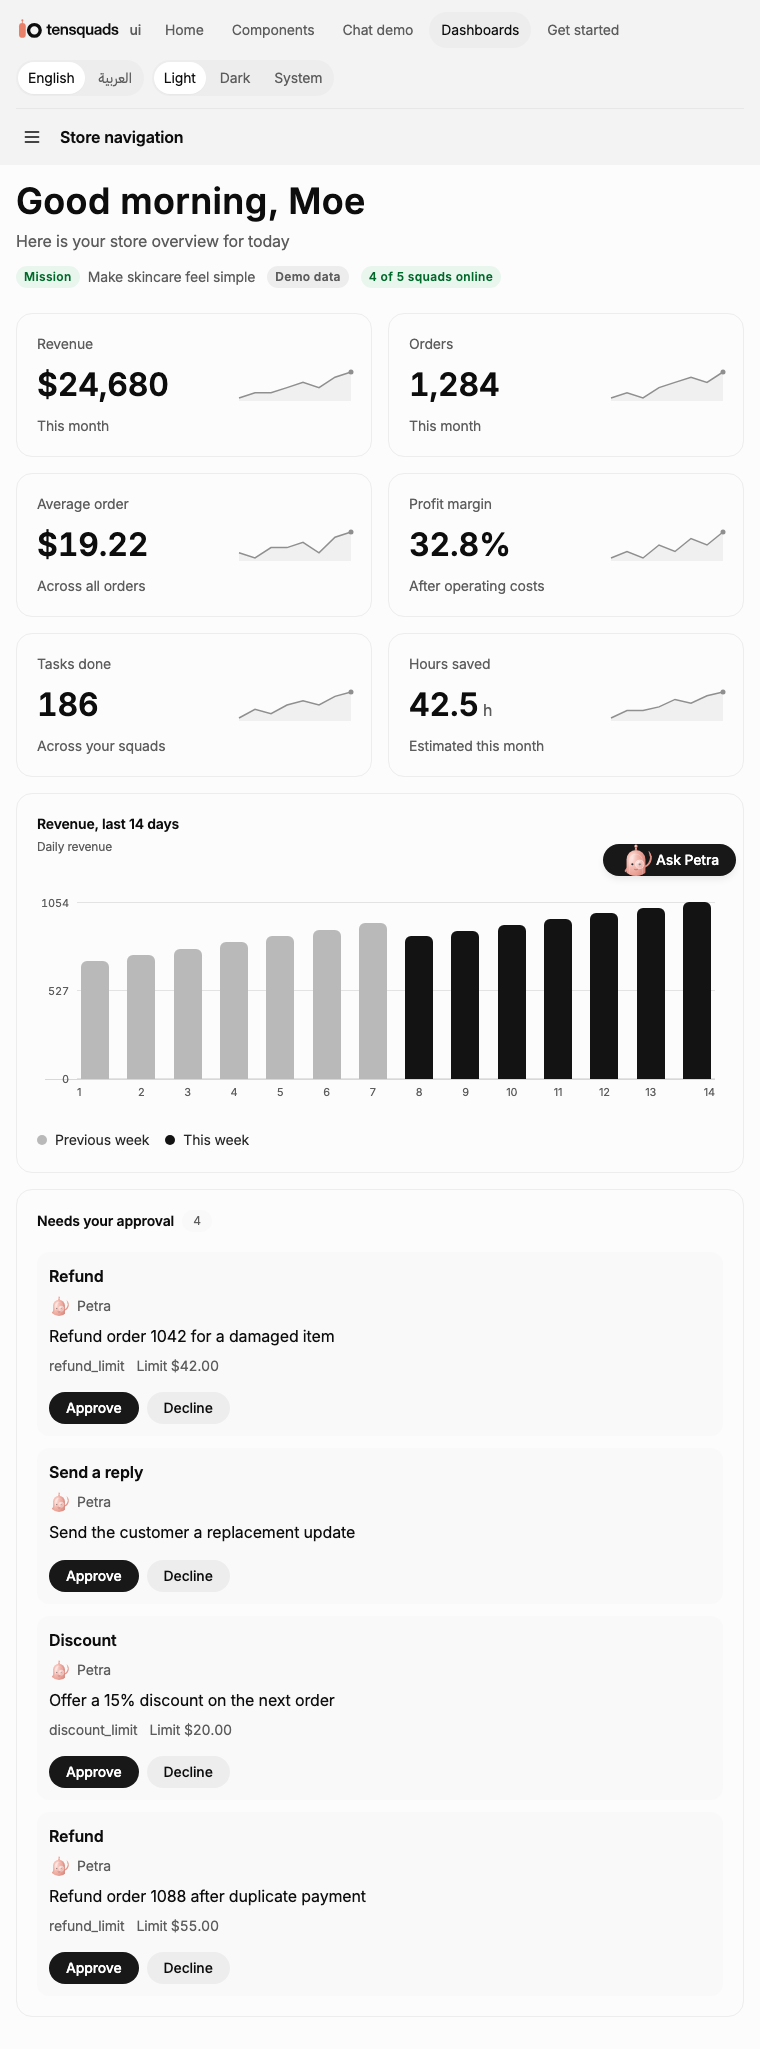 tensquads ui Home Components Chat demo Dashboards Get started
English العربية Light Dark System
Store navigation
Good morning, Moe
Here is your store overview for today
Mission Make skincare feel simple Demo data 4 of 5 squads online
Revenue
$24,680
This month
Orders
1,284
This month
Average order
$19.22
Across all orders
Profit margin
32.8%
After operating costs
Tasks done
186
Across your squads
Hours saved
42.5 h
Estimated this month
Revenue, last 14 days
Daily revenue
Ask Petra
1054
527
0
1 2 3 4 5 6 7 8 9 10 11 12 13 14
Previous week This week
Needs your approval 4
Refund
Petra
Refund order 1042 for a damaged item
refund_limit Limit $42.00
Approve Decline
Send a reply
Petra
Send the customer a replacement update
Approve Decline
Discount
Petra
Offer a 15% discount on the next order
discount_limit Limit $20.00
Approve Decline
Refund
Petra
Refund order 1088 after duplicate payment
refund_limit Limit $55.00
Approve Decline